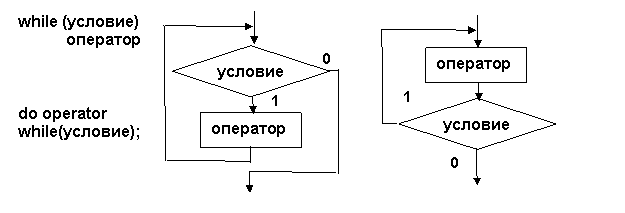 while (условие)
оператор
do operator
while(условие);
условие
0
1
оператор
оператор
1
условие
0